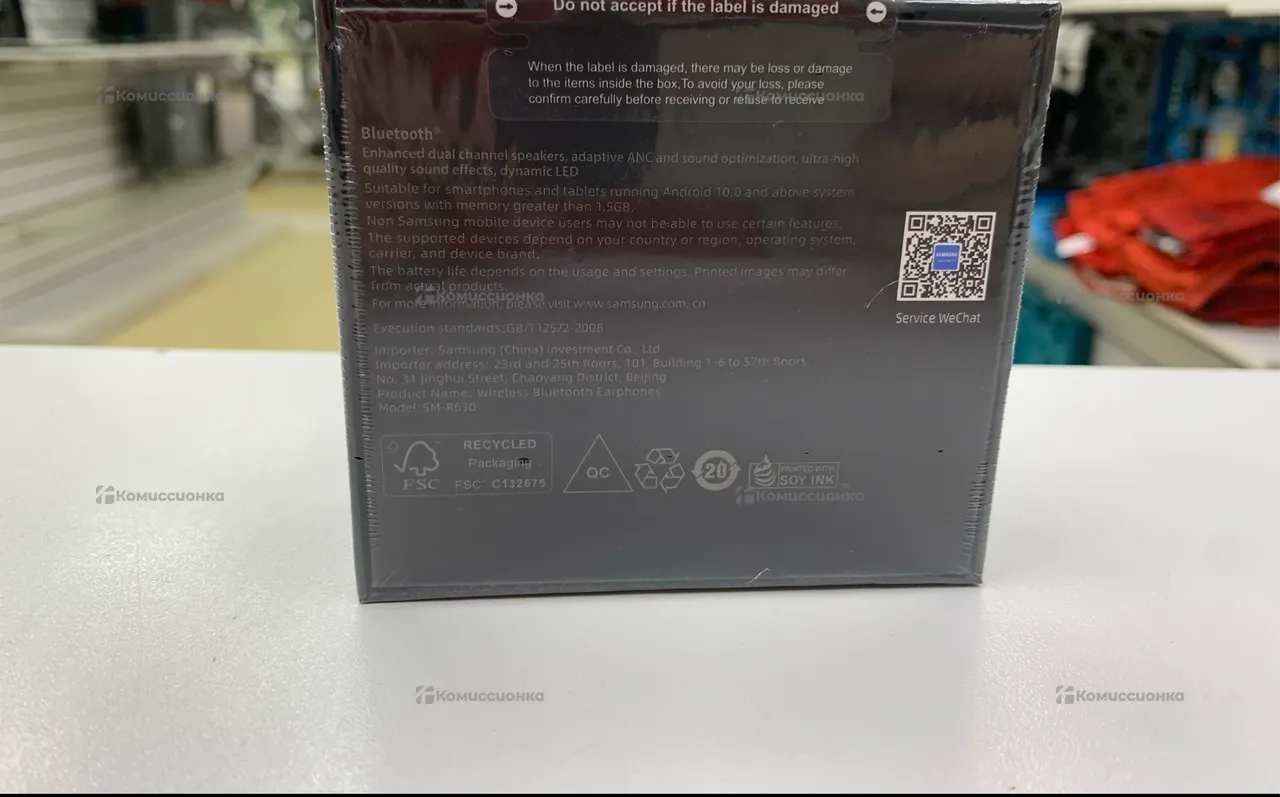 Do not accept if the label is damaged
When the label is damaged, there may be loss or damage
to the items inside the box,To avoid your loss, please
confirm carefully before receiving or refuse to receive
Комиссионка
Комиссионка
Bluetooth®
Enhanced dual channel speakers, adaptive ANC and sound optimization, ultra-high
quality sound effects, dynamic LED
Suitable for smartphones and tablets running Android 10.0 and above system
versions with memory greater than 1.5GB.
Non Samsung mobile device users may not be able to use certain features.
The supported devices depend on your country or region, operating system,
carrier, and device brand.
The battery life depends on the usage and settings. Printed images may differ
from actual products.
For more information, please visit www.samsung.com. cn
Комиссионка
Комиссионка
SAMSUNG
Service WeChat
Execution standards:GB/T12572-2008
Importer: Samsung (China) Investment Co., Ltd
Importer address: 23rd and 25th floors, 101, Building 1-6 to 57th floors,
No. 31 Jinghui Street, Chaoyang District, Beijing
Product Name: Wireless Bluetooth Earphones
Model:SM-R630
FSC™
RECYCLED
Packaging
FSC™ C132675
QC
20
PRINTED WITH
SOY INK™
Комиссионка
Комиссионка
Комиссионка
Комиссионка